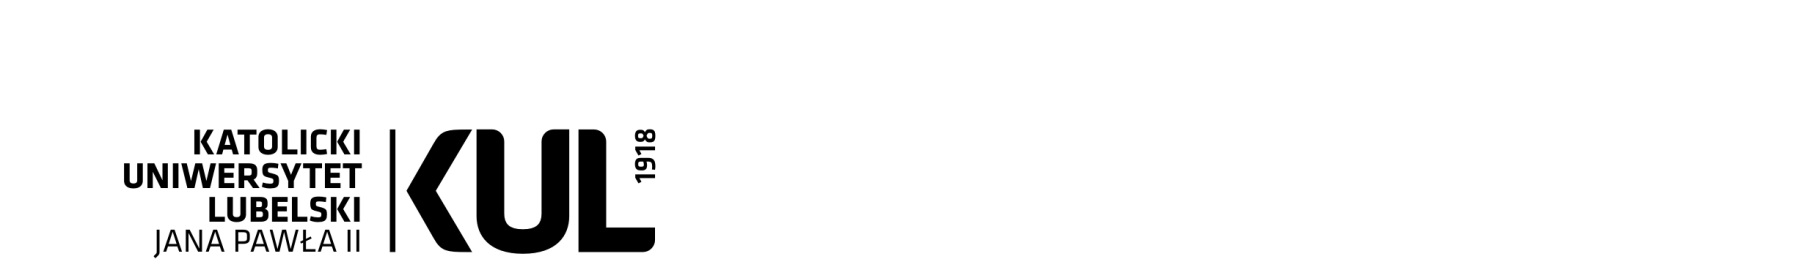 KATOLICKI
UNIWERSYTET
LUBELSKI
JANA PAWŁA II
KUL
1918